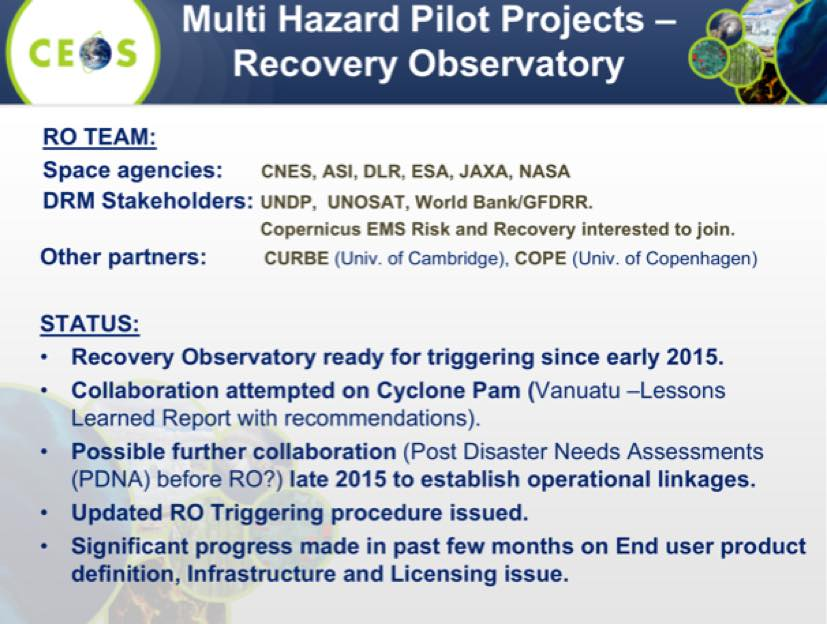 CEOS
Multi Hazard Pilot Projects –
Recovery Observatory
RO TEAM:
Space agencies: CNES, ASI, DLR, ESA, JAXA, NASA
DRM Stakeholders: UNDP, UNOSAT, World Bank/GFDRR.
Copernicus EMS Risk and Recovery interested to join.
Other partners: CURBE (Univ. of Cambridge), COPE (Univ. of Copenhagen)
STATUS:
• Recovery Observatory ready for triggering since early 2015.
• Collaboration attempted on Cyclone Pam (Vanuatu –Lessons
Learned Report with recommendations).
• Possible further collaboration (Post Disaster Needs Assessments
(PDNA) before RO?) late 2015 to establish operational linkages.
• Updated RO Triggering procedure issued.
• Significant progress made in past few months on End user product
definition, Infrastructure and Licensing issue.